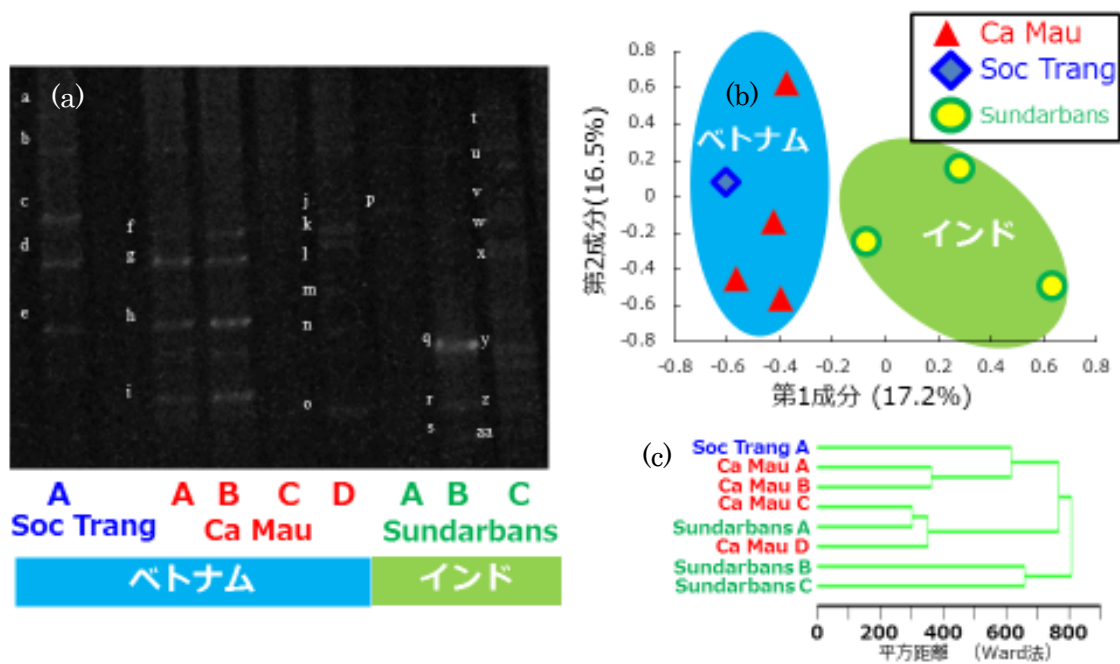 (a)
a
b
c
d
e
f
g
h
i
j
k
l
m
n
o
p
q
r
s
t
u
v
w
x
y
z
aa
A
A B C D
A B C
Soc Trang
Ca Mau
Sundarbans
ベトナム
インド
(b)
Ca Mau
Soc Trang
Sundarbans
ベトナム
インド
第2成分(16.5%)
0.8
0.6
0.4
0.2
0
-0.2
-0.4
-0.6
-0.8
-0.8 -0.6 -0.4 -0.2 0 0.2 0.4 0.6 0.8
第1成分 (17.2%)
(c)
Soc Trang A
Ca Mau A
Ca Mau B
Ca Mau C
Sundarbans A
Ca Mau D
Sundarbans B
Sundarbans C
0 200 400 600 800
平方距離 (Ward法)